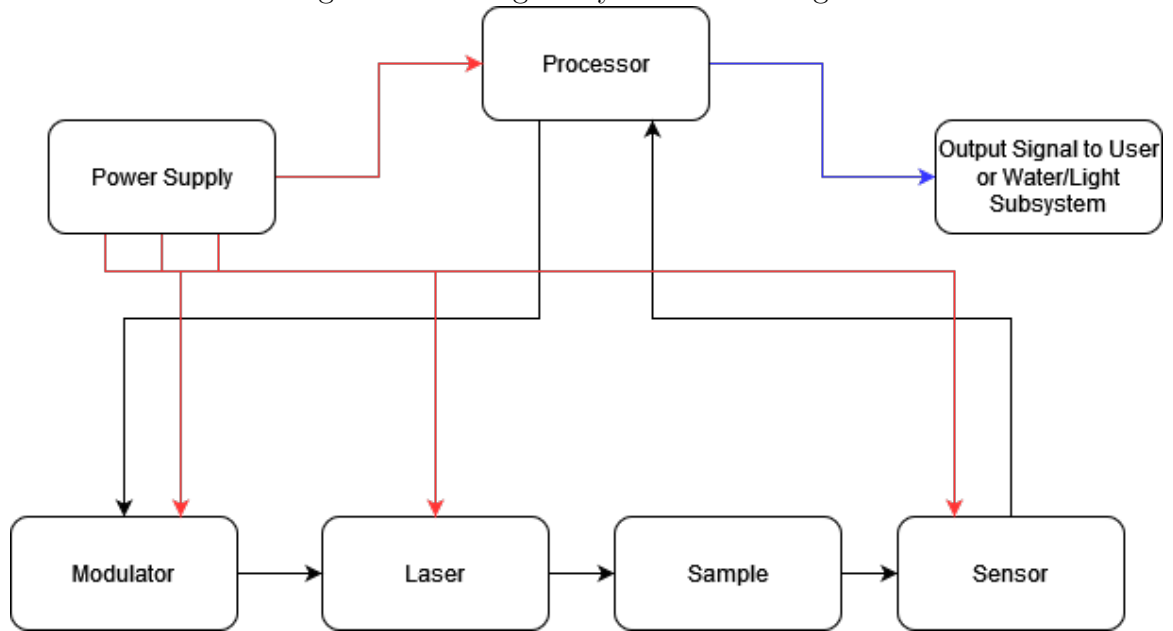 Processor
Power Supply
Output Signal to User
or Water/Light
Subsystem
Modulator
Laser
Sample
Sensor